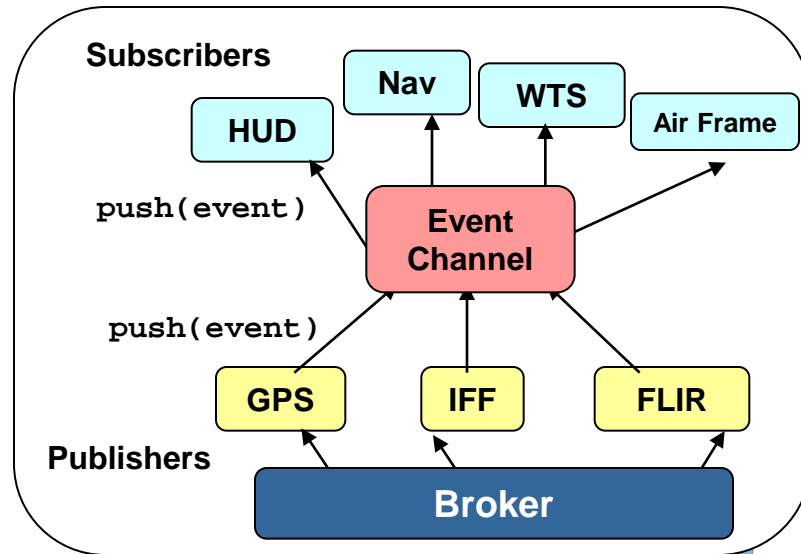 Subscribers
Nav
WTS
HUD
Air Frame
push(event)
Event
Channel
push(event)
GPS
IFF
FLIR
Publishers
Broker